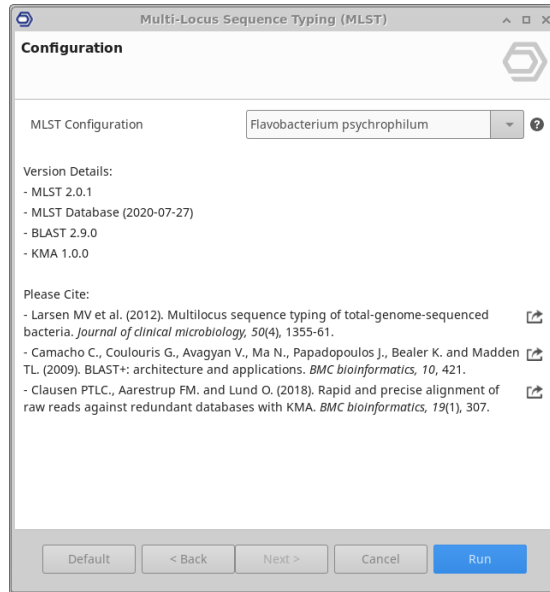 Multi-Locus Sequence Typing (MLST)
Configuration
MLST Configuration
Flavobacterium psychrophilum
Version Details:
- MLST 2.0.1
- MLST Database (2020-07-27)
- BLAST 2.9.0
- KMA 1.0.0
Please Cite:
- Larsen MV et al. (2012). Multilocus sequence typing of total-genome-sequenced
bacteria. Journal of clinical microbiology, 50(4), 1355-61.
- Camacho C., Coulouris G., Avagyan V., Ma N., Papadopoulos J., Bealer K. and Madden
TL. (2009). BLAST+: architecture and applications. BMC bioinformatics, 10, 421.
- Clausen PTLC., Aarestrup FM. and Lund O. (2018). Rapid and precise alignment of
raw reads against redundant databases with KMA. BMC bioinformatics, 19(1), 307.
Default
< Back
Next >
Cancel
Run